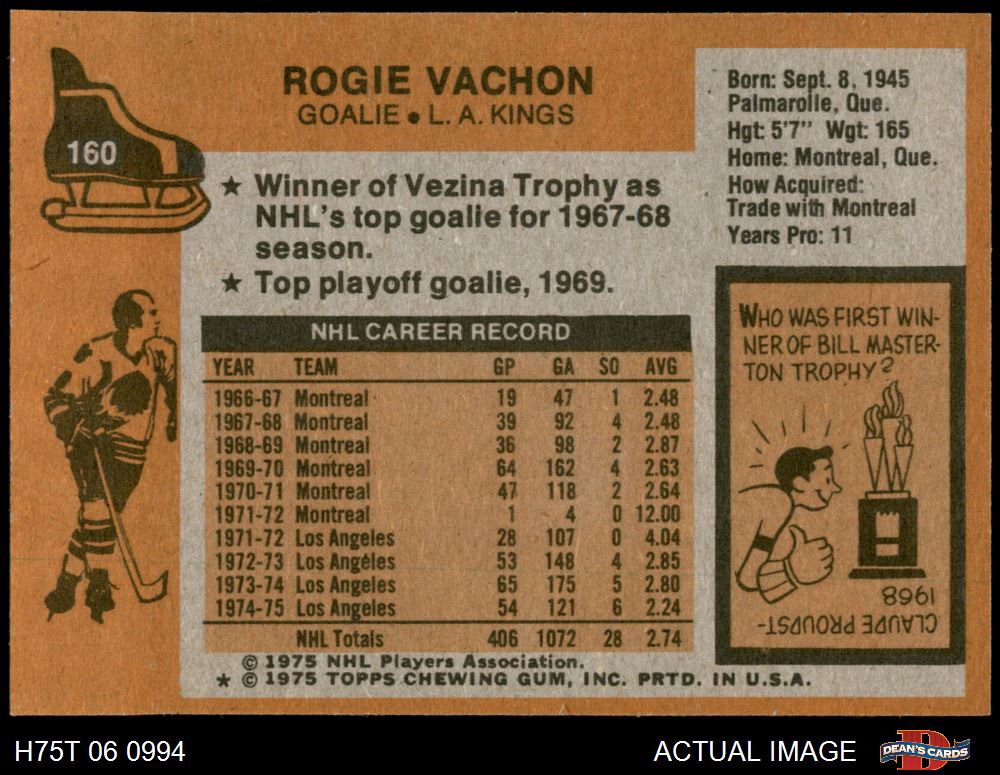 160
ROGIE VACHON
GOALIE ● L. A. KINGS
★ Winner of Vezina Trophy as
NHL's top goalie for 1967-68
season.
★ Top playoff goalie, 1969.
Born: Sept. 8, 1945
Palmarolle, Que.
Hgt: 5'7" Wgt: 165
Home: Montreal, Que.
How Acquired:
Trade with Montreal
Years Pro: 11
NHL CAREER RECORD
YEAR TEAM GP GA SO AVG
1966-67 Montreal 19 47 1 2.48
1967-68 Montreal 39 92 4 2.48
1968-69 Montreal 36 98 2 2.87
1969-70 Montreal 64 162 4 2.63
1970-71 Montreal 47 118 2 2.64
1971-72 Montreal 1 4 0 12.00
1971-72 Los Angeles 28 107 0 4.04
1972-73 Los Angeles 53 148 4 2.85
1973-74 Los Angeles 65 175 5 2.80
1974-75 Los Angeles 54 121 6 2.24
NHL Totals 406 1072 28 2.74
© 1975 NHL Players Association.
★ © 1975 TOPPS CHEWING GUM, INC. PRTD. IN U.S.A.
WHO WAS FIRST WIN-
NER OF BILL MASTER-
TON TROPHY?
CLAUDE PROUDST-
1968
H75T 06 0994
ACTUAL IMAGE
D
DEAN'S CARDS